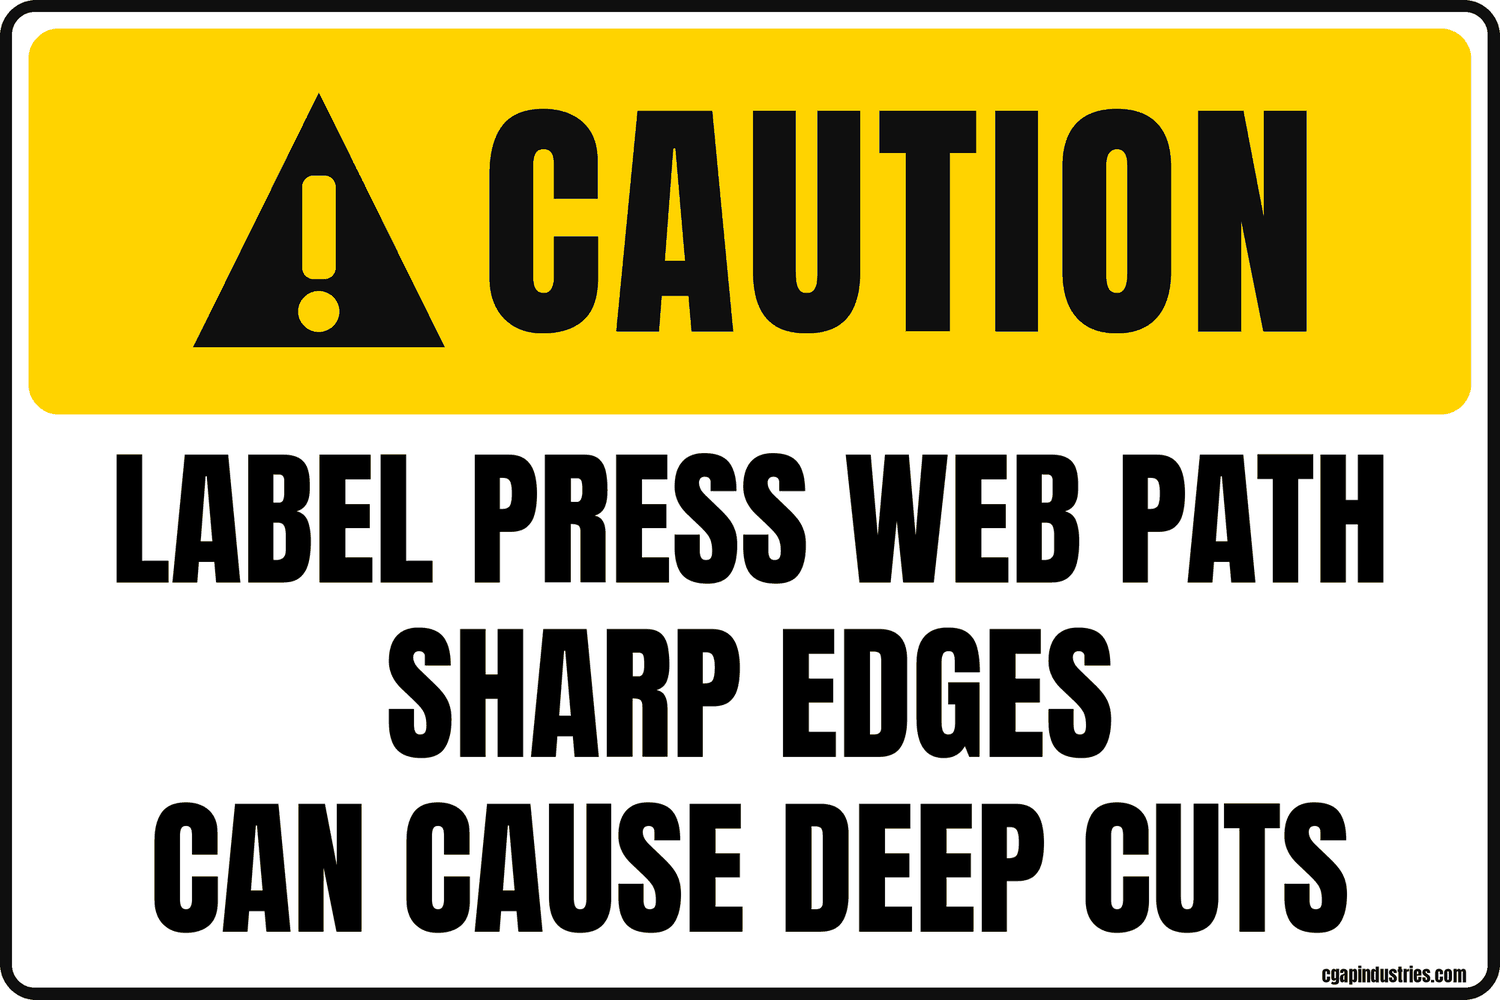 CAUTION
LABEL PRESS WEB PATH
SHARP EDGES
CAN CAUSE DEEP CUTS
cgapindustries.com